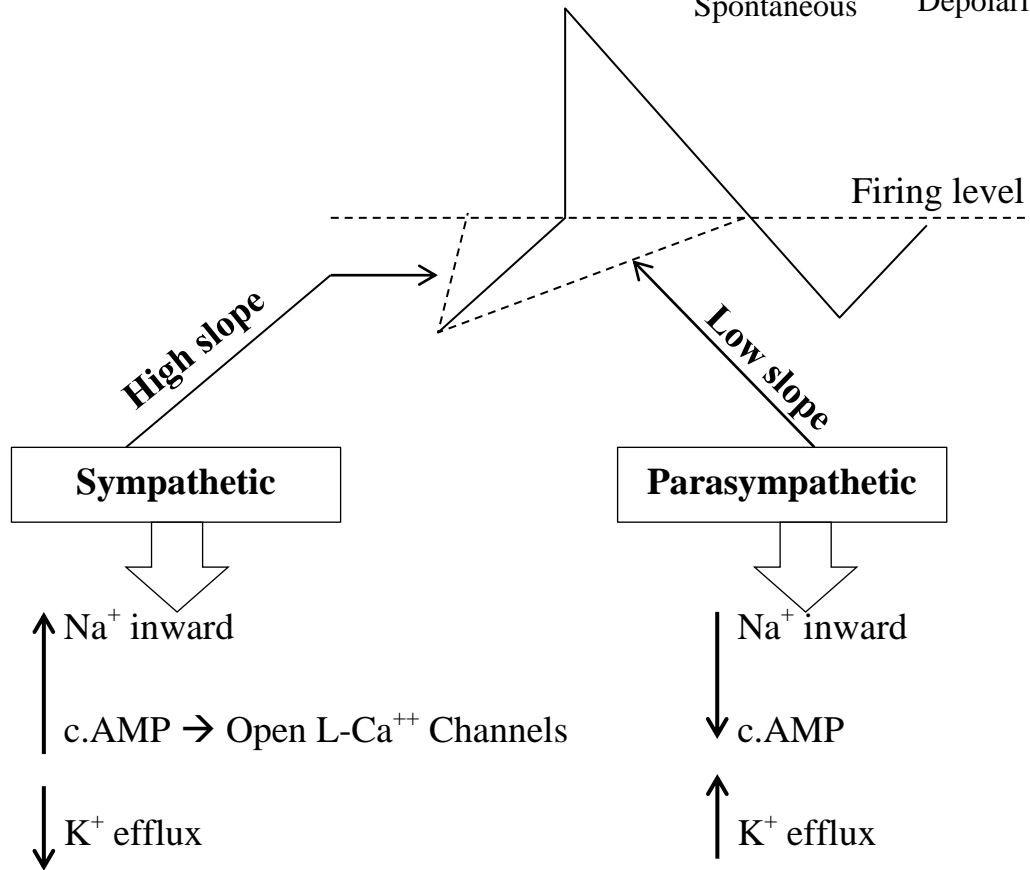 Spontaneous
Firing level
High slope
Low slope
Sympathetic
Parasympathetic
Na⁺ inward
c.AMP → Open L-Ca⁺⁺ Channels
K⁺ efflux
Na⁺ inward
c.AMP
K⁺ efflux